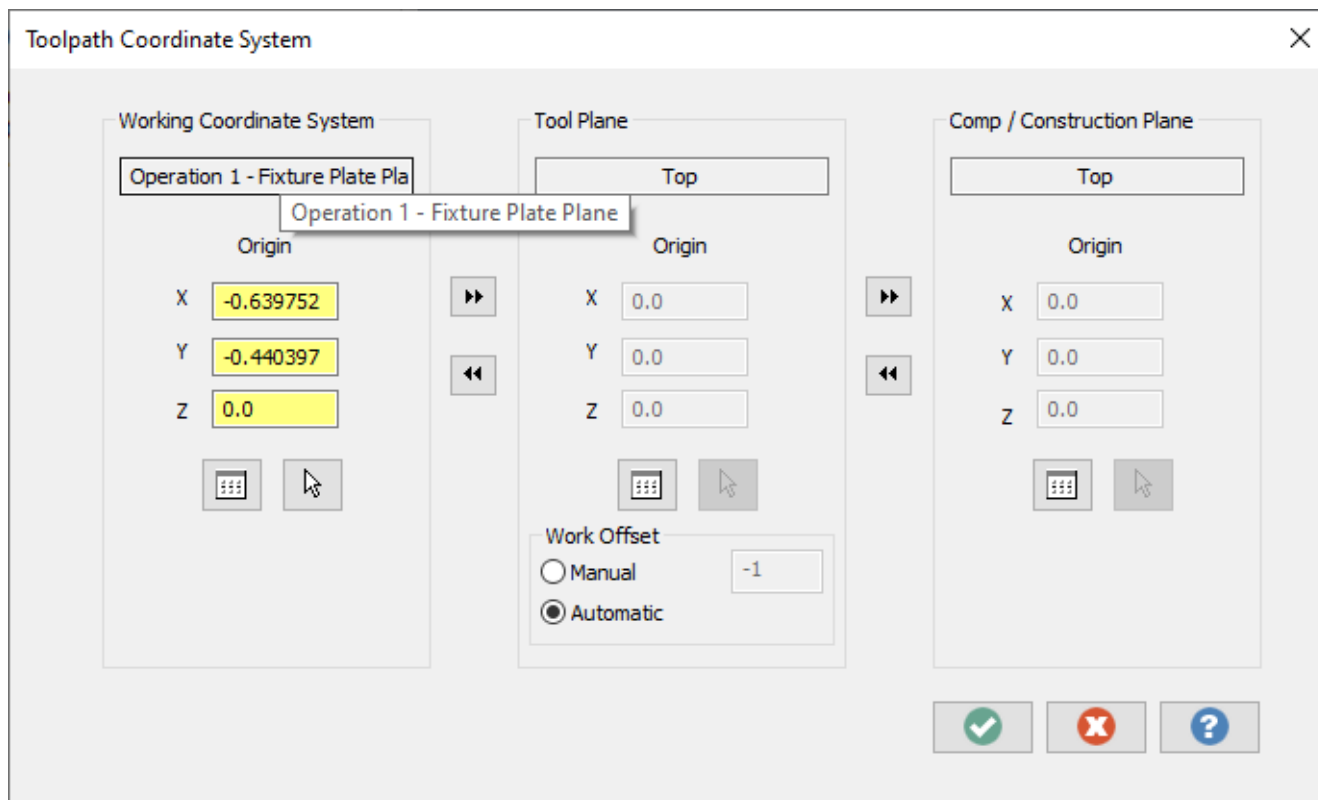 Toolpath Coordinate System
Working Coordinate System
Operation 1 - Fixture Plate Pla
Operation 1 - Fixture Plate Plane
Origin
X -0.639752
Y -0.440397
Z 0.0
Tool Plane
Top
Origin
X 0.0
Y 0.0
Z 0.0
Work Offset
Manual -1
Automatic
Comp / Construction Plane
Top
Origin
X 0.0
Y 0.0
Z 0.0